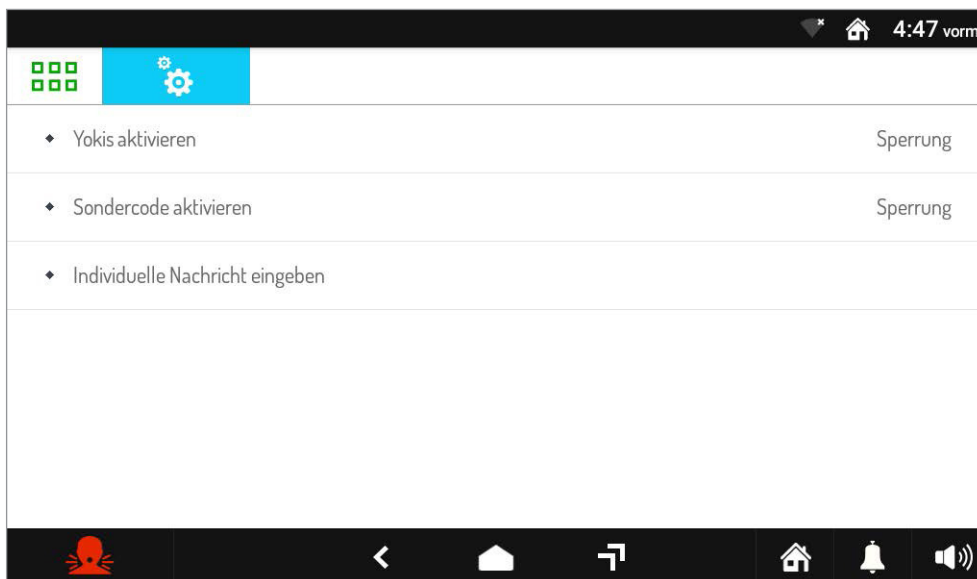 4:47 vorm
Yokis aktivieren Sperrung
Sondercode aktivieren Sperrung
Individuelle Nachricht eingeben